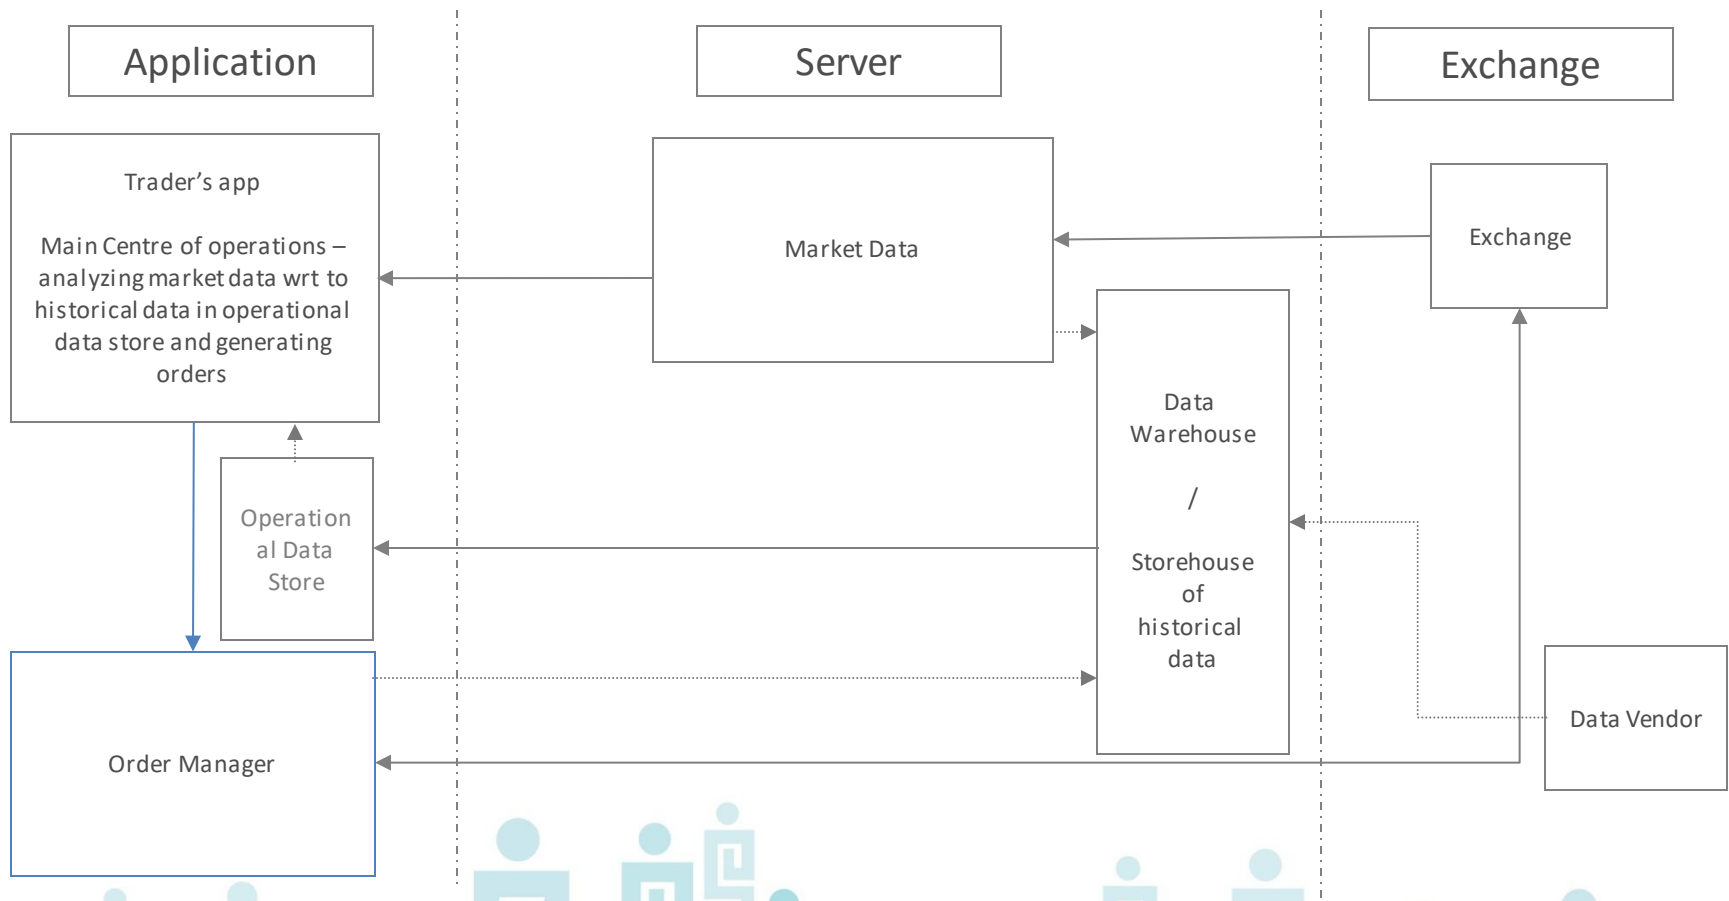 Application
Server
Exchange
Trader’s app
Main Centre of operations –
analyzing market data wrt to
historical data in operational
data store and generating
orders
Market Data
Exchange
Data
Warehouse
/
Storehouse
of
historical
data
Operation
al Data
Store
Order Manager
Data Vendor